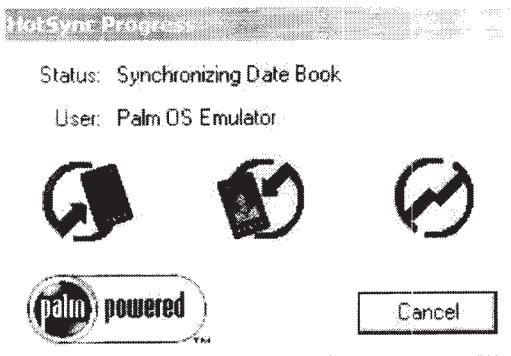 HotSync Progress
Status: Synchronizing Date Book
User: Palm OS Emulator
palm powered
TM
Cancel